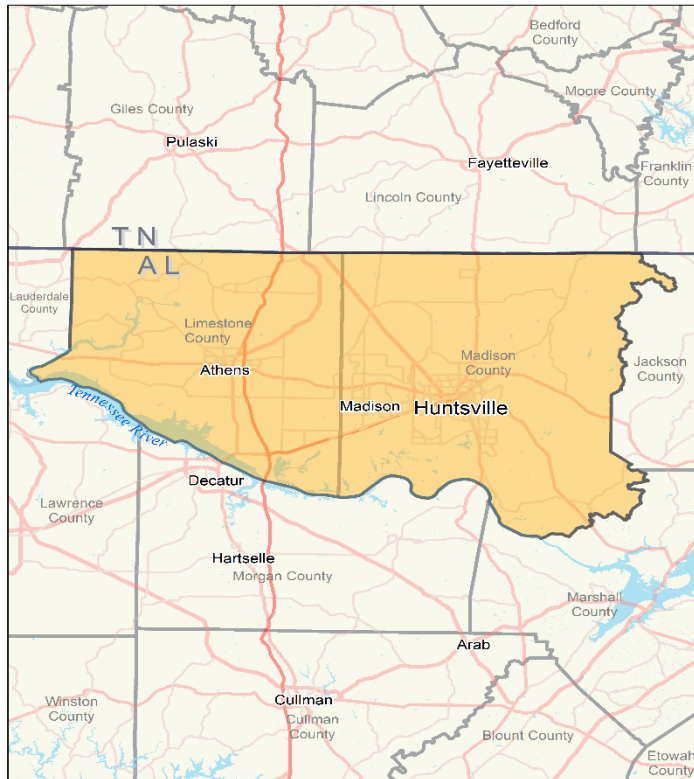 Bedford
County
Giles County
Moore County
Pulaski
Fayetteville
Franklin
County
Lincoln County
TN
AL
Lauderdale
County
Limestone
County
Athens
Madison
County
Jackson
County
Madison
Huntsville
Tennessee River
Decatur
Lawrence
County
Hartselle
Morgan County
Marshall
County
Arab
Winston
County
Cullman
Cullman
County
Blount County
Etowah
County